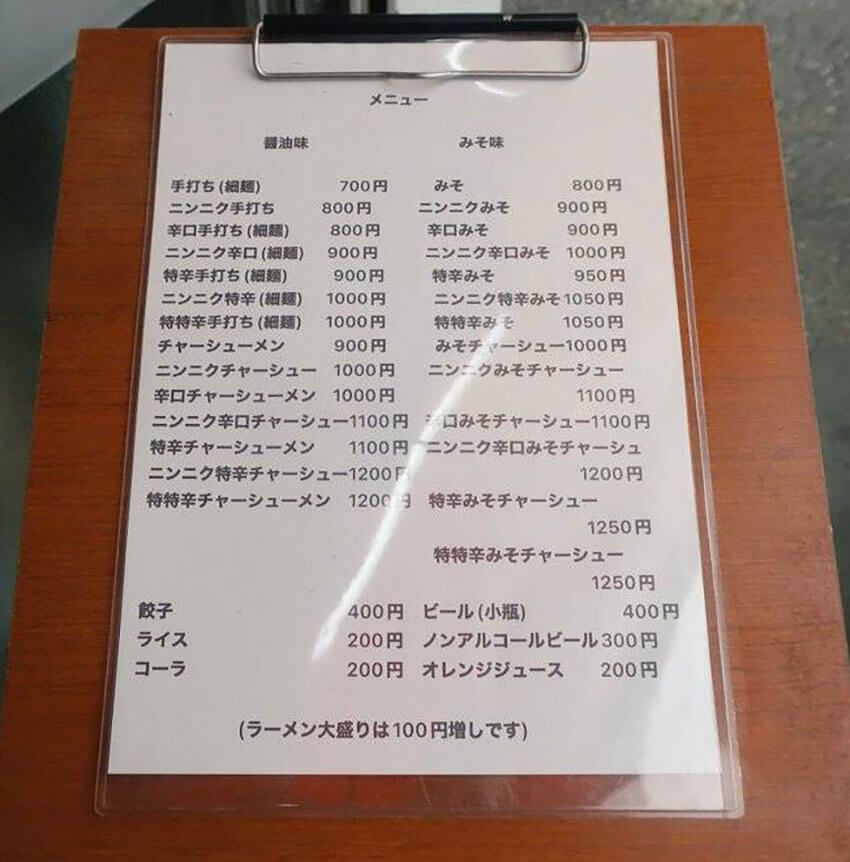 メニュー
醤油味 みそ味
手打ち(細麺) 700円 みそ 800円
ニンニク手打ち 800円 ニンニクみそ 900円
辛口手打ち(細麺) 800円 辛口みそ 900円
ニンニク辛口(細麺) 900円 ニンニク辛口みそ 1000円
特辛手打ち(細麺) 900円 特辛みそ 950円
ニンニク特辛(細麺) 1000円 ニンニク特辛みそ1050円
特特辛手打ち(細麺) 1000円 特特辛みそ 1050円
チャーシューメン 900円 みそチャーシュー1000円
ニンニクチャーシュー 1000円 ニンニクみそチャーシュー
辛口チャーシューメン 1000円 1100円
ニンニク辛口チャーシュー1100円 辛口みそチャーシュー1100円
特辛チャーシューメン 1100円 ニンニク辛口みそチャーシュ
ニンニク特辛チャーシュー1200円 1200円
特特辛チャーシューメン 1200円 特辛みそチャーシュー
1250円
特特辛みそチャーシュー
1250円
餃子 400円 ビール(小瓶) 400円
ライス 200円 ノンアルコールビール300円
コーラ 200円 オレンジジュース 200円
(ラーメン大盛りは100円増しです)